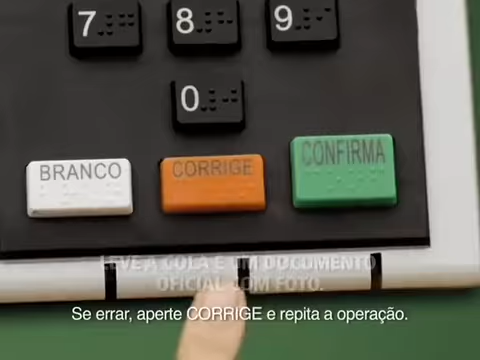 7 8 9
0
BRANCO CORRIGE CONFIRMA
LEVE A COLA E UM DOCUMENTO
OFICIAL COM FOTO.
Se errar, aperte CORRIGE e repita a operação.